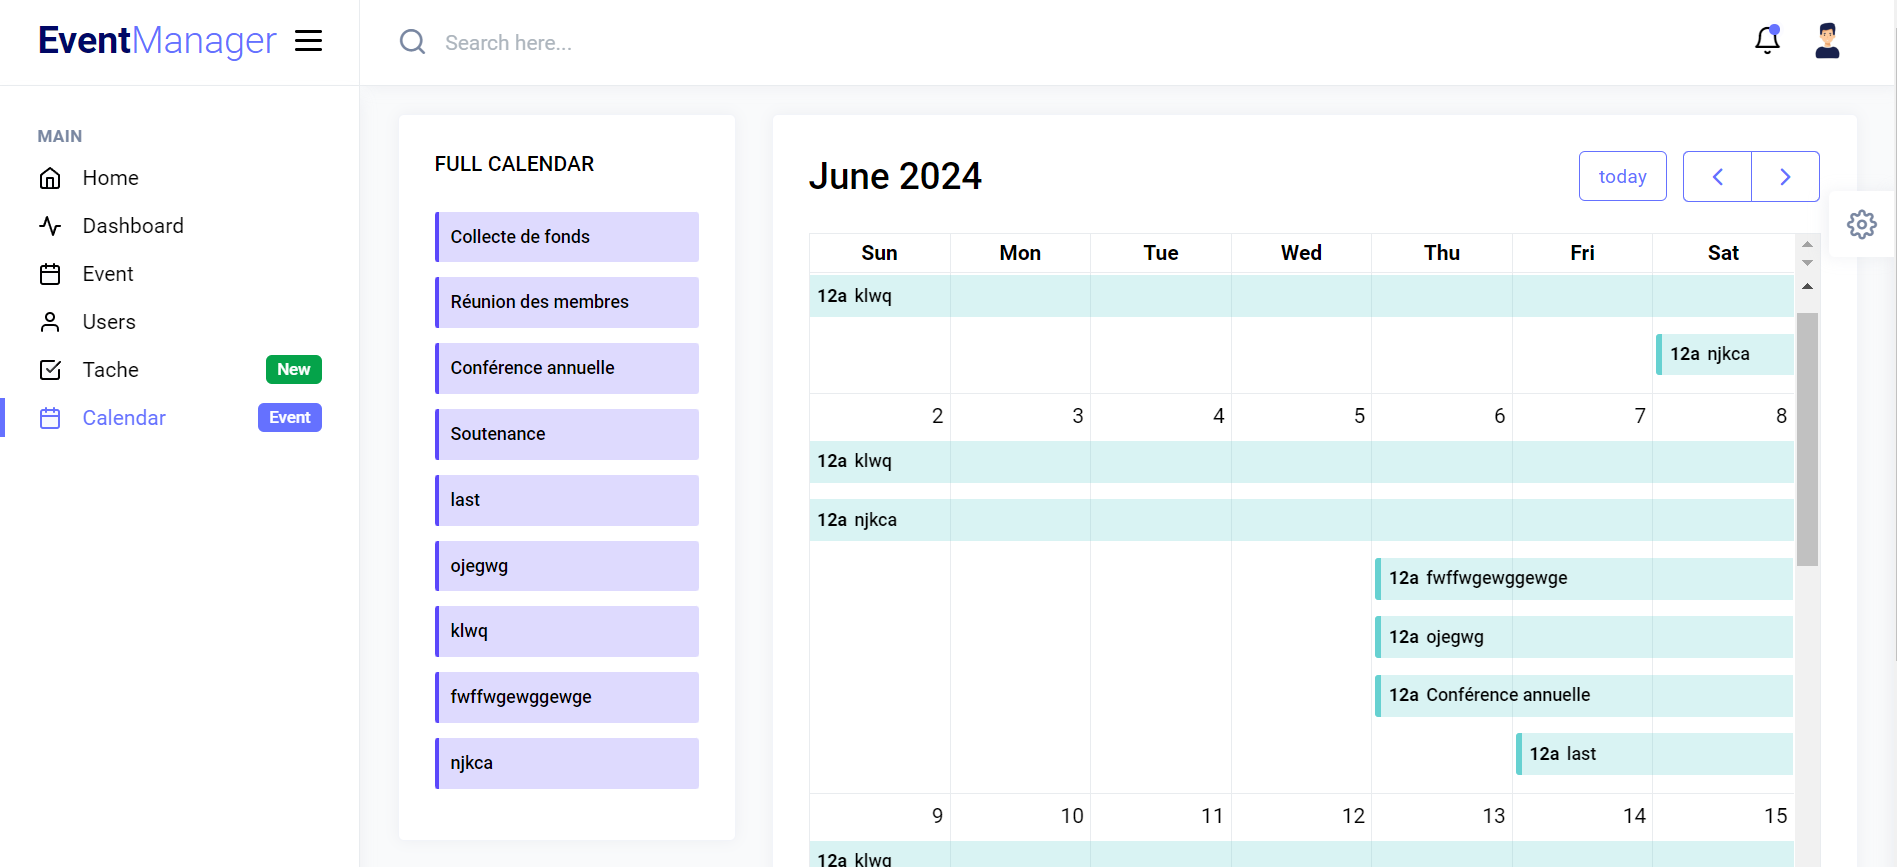 EventManager
Search here...
MAIN
Home
Dashboard
Event
Users
Tache New
Calendar Event
FULL CALENDAR
Collecte de fonds
Réunion des membres
Conférence annuelle
Soutenance
last
ojegwg
klwq
fwffwgewggewge
njkca
June 2024
today
Sun Mon Tue Wed Thu Fri Sat
12a klwq
12a njkca
2 3 4 5 6 7 8
12a klwq
12a njkca
12a fwffwgewggewge
12a ojegwg
12a Conférence annuelle
12a last
9 10 11 12 13 14 15
12a klwq